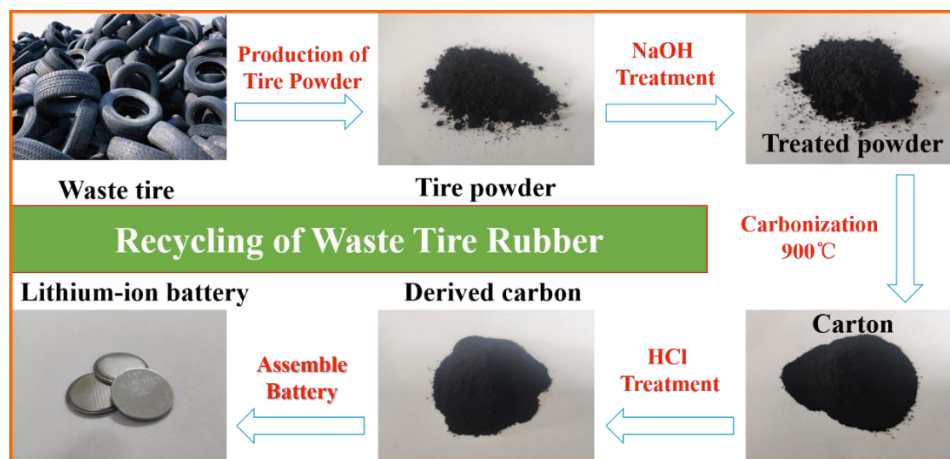 Production of
Tire Powder
NaOH
Treatment
Waste tire
Tire powder
Treated powder
Recycling of Waste Tire Rubber
Carbonization
900℃
Lithium-ion battery
Derived carbon
Carton
Assemble
Battery
HCl
Treatment